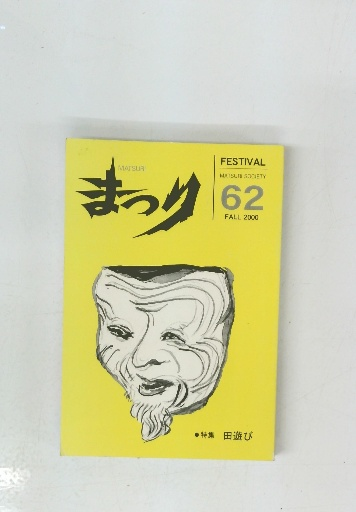 MATSURI
まつり
FESTIVAL
MATSURI SOCIETY
62
FALL 2000
●特集 田遊び